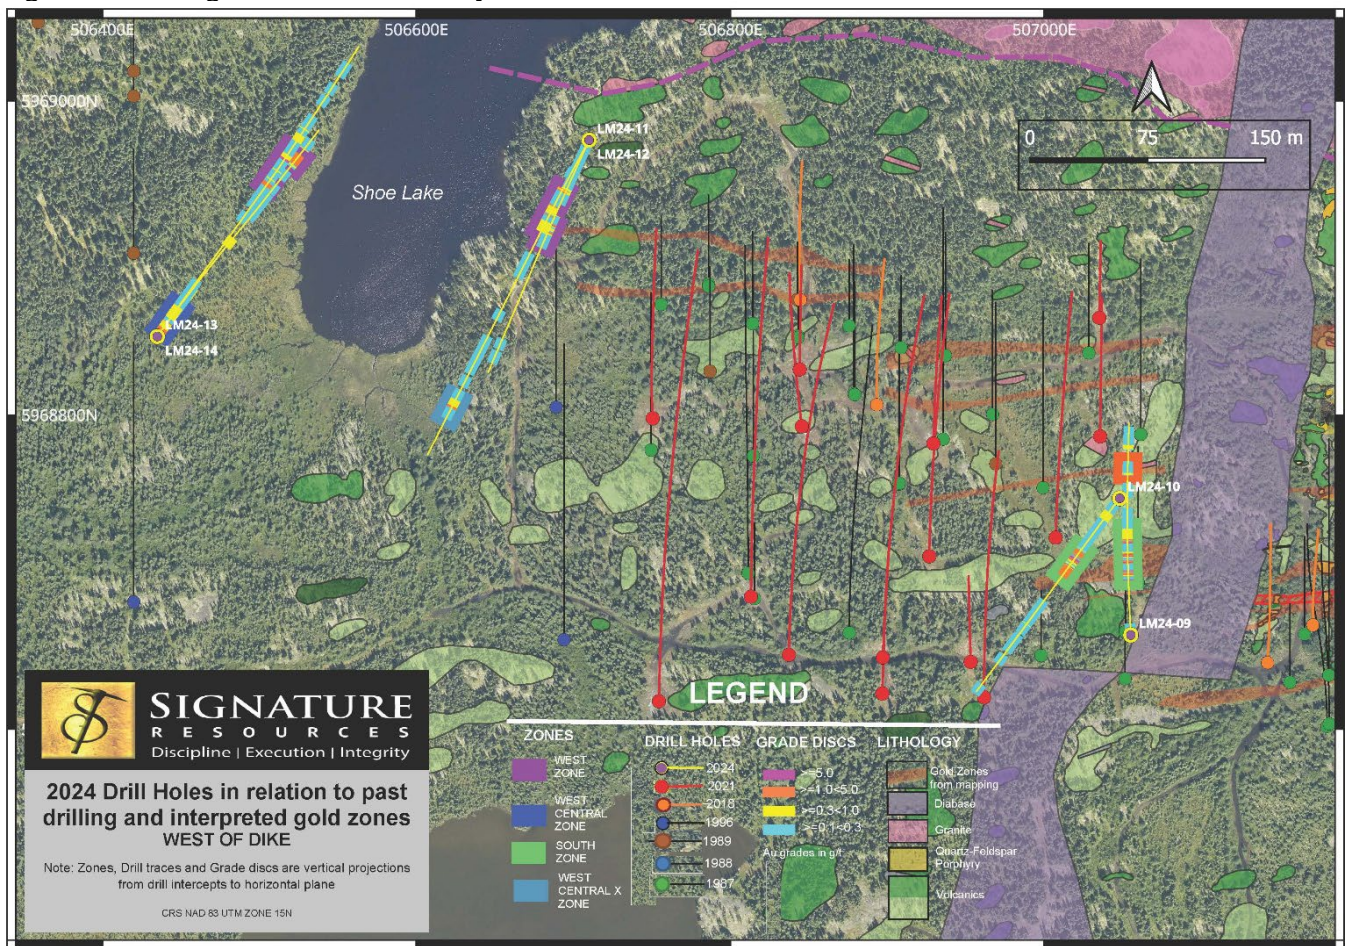 506400E
506600E
506800E
507000E
5969000N
5968800N
0 75 150 m
Shoe Lake
LM24-11
LM24-12
LM24-13
LM24-14
LM24-10
LM24-09
SIGNATURE
RESOURCES
Discipline | Execution | Integrity
2024 Drill Holes in relation to past
drilling and interpreted gold zones
WEST OF DIKE
Note: Zones, Drill traces and Grade discs are vertical projections
from drill intercepts to horizontal plane
CRS NAD 83 UTM ZONE 15N
LEGEND
ZONES
WEST
ZONE
WEST
CENTRAL
ZONE
SOUTH
ZONE
WEST
CENTRAL X
ZONE
DRILL HOLES
2024
2021
2018
1996
1989
1988
1987
GRADE DISCS
>=5.0
>=1.0<5.0
>=0.3<1.0
>=0.1<0.3
Au grades in g/t
LITHOLOGY
Gold Zones
from mapping
Diabase
Granite
Quartz-Feldspar
Porphyry
Volcanics